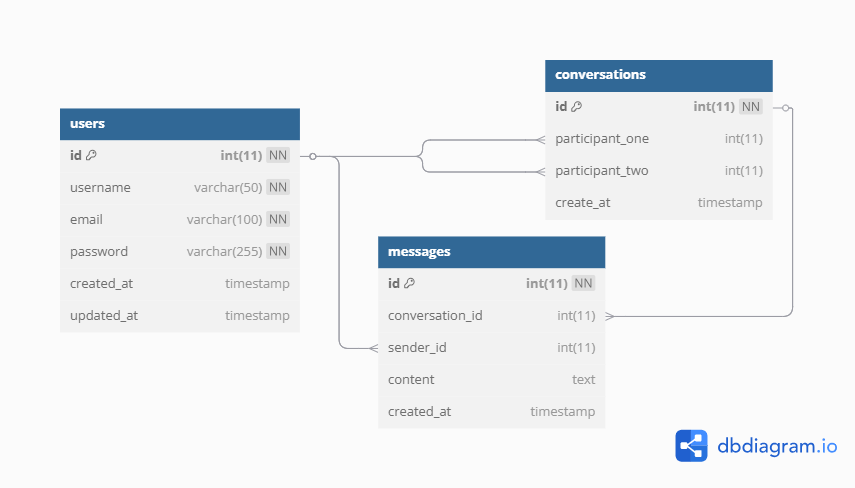 users
id int(11) NN
username varchar(50) NN
email varchar(100) NN
password varchar(255) NN
created_at timestamp
updated_at timestamp
conversations
id int(11) NN
participant_one int(11)
participant_two int(11)
create_at timestamp
messages
id int(11) NN
conversation_id int(11)
sender_id int(11)
content text
created_at timestamp
dbdiagram.io